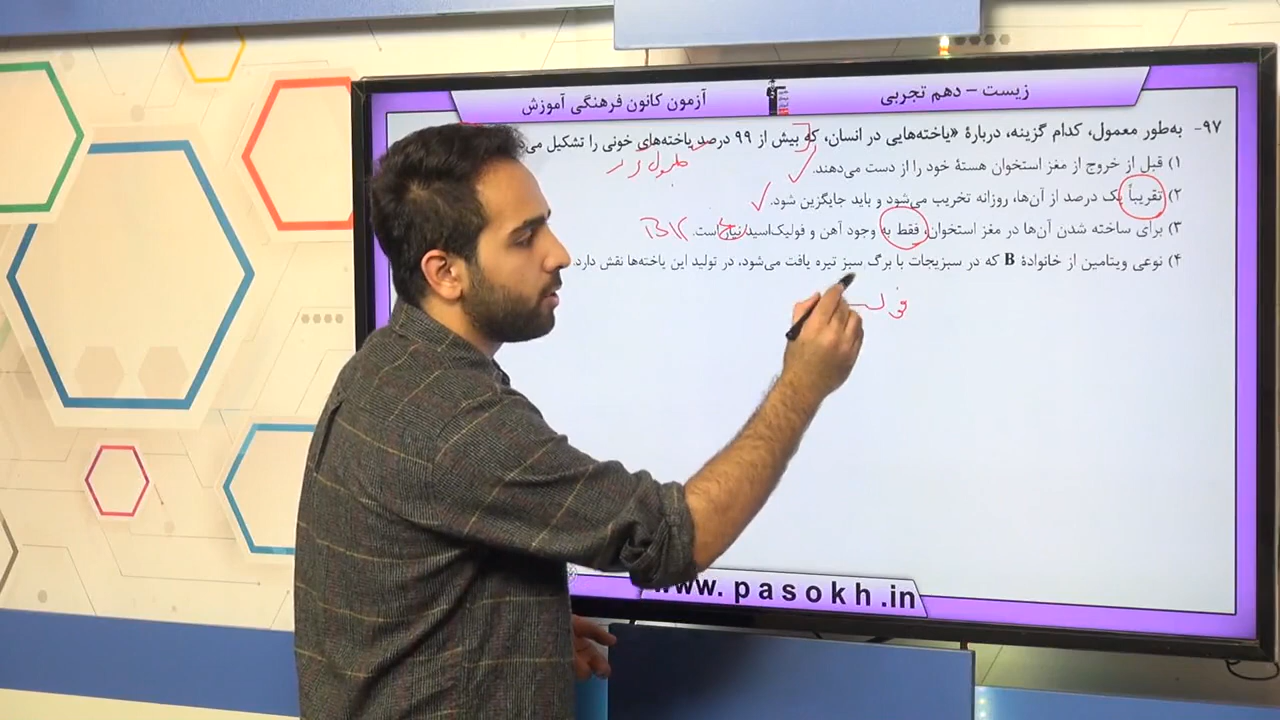 زیست - دهم تجربی
آزمون کانون فرهنگی آموزش
۹۷- به‌طور معمول، کدام گزینه، دربارهٔ «یاخته‌هایی در انسان، که بیش از ۹۹ درصد یاخته‌های خونی را تشکیل می‌د
۱) قبل از خروج از مغز استخوان هستهٔ خود را از دست می‌دهند.
۲) تقریباً یک درصد از آن‌ها، روزانه تخریب می‌شود و باید جایگزین شود.
۳) برای ساخته شدن آن‌ها در مغز استخوان، فقط به وجود آهن و فولیک‌اسید نیاز است. B12
۴) نوعی ویتامین از خانوادهٔ B که در سبزیجات با برگ سبز تیره یافت می‌شود، در تولید این یاخته‌ها نقش دارد.
www.pasokh.in